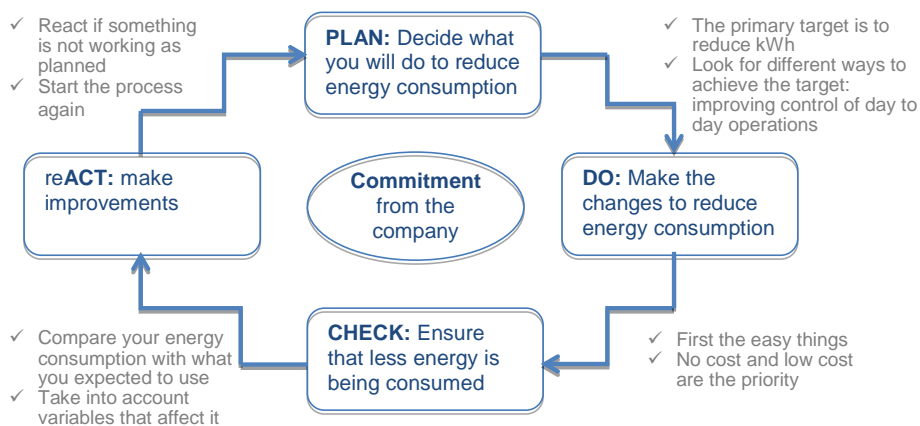 ✓ React if something
is not working as
planned
✓ Start the process
again
PLAN: Decide what
you will do to reduce
energy consumption
✓ The primary target is to
reduce kWh
✓ Look for different ways to
achieve the target:
improving control of day to
day operations
reACT: make
improvements
Commitment
from the
company
DO: Make the
changes to reduce
energy consumption
✓ Compare your energy
consumption with what
you expected to use
✓ Take into account
variables that affect it
CHECK: Ensure
that less energy is
being consumed
✓ First the easy things
✓ No cost and low cost
are the priority